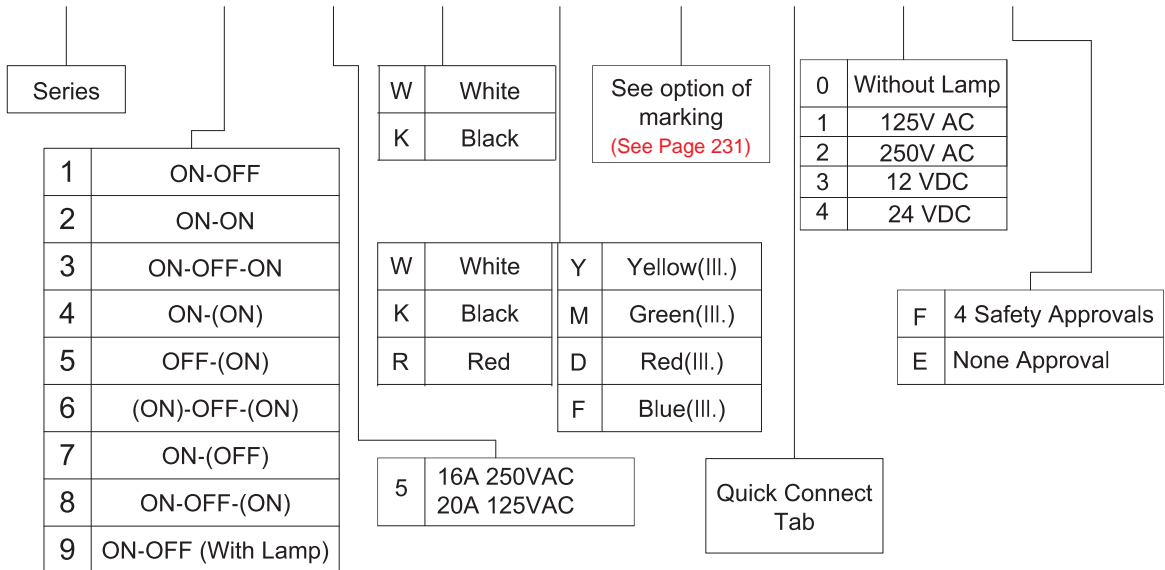 Series
1 ON-OFF
2 ON-ON
3 ON-OFF-ON
4 ON-(ON)
5 OFF-(ON)
6 (ON)-OFF-(ON)
7 ON-(OFF)
8 ON-OFF-(ON)
9 ON-OFF (With Lamp)
W White
K Black
W White
K Black
R Red
Y Yellow(Ill.)
M Green(Ill.)
D Red(Ill.)
F Blue(Ill.)
5 16A 250VAC
20A 125VAC
See option of
marking
(See Page 231)
Quick Connect
Tab
0 Without Lamp
1 125V AC
2 250V AC
3 12 VDC
4 24 VDC
F 4 Safety Approvals
E None Approval